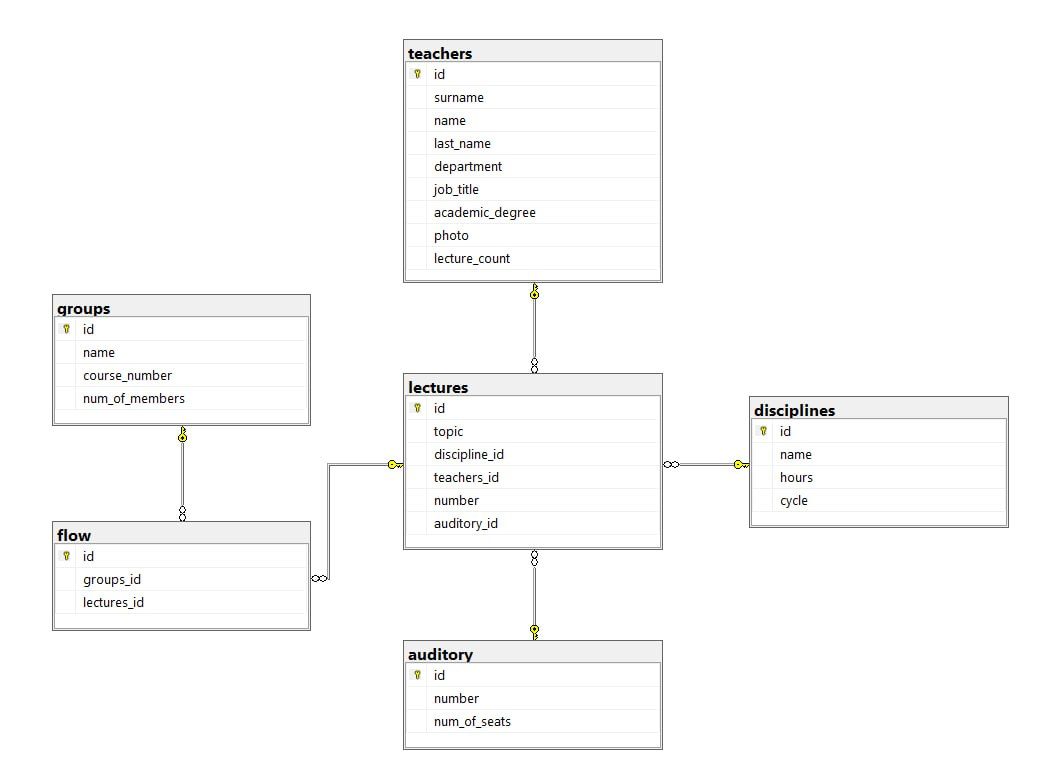 teachers
id
surname
name
last_name
department
job_title
academic_degree
photo
lecture_count
groups
id
name
course_number
num_of_members
lectures
id
topic
discipline_id
teachers_id
number
auditory_id
disciplines
id
name
hours
cycle
flow
id
groups_id
lectures_id
auditory
id
number
num_of_seats